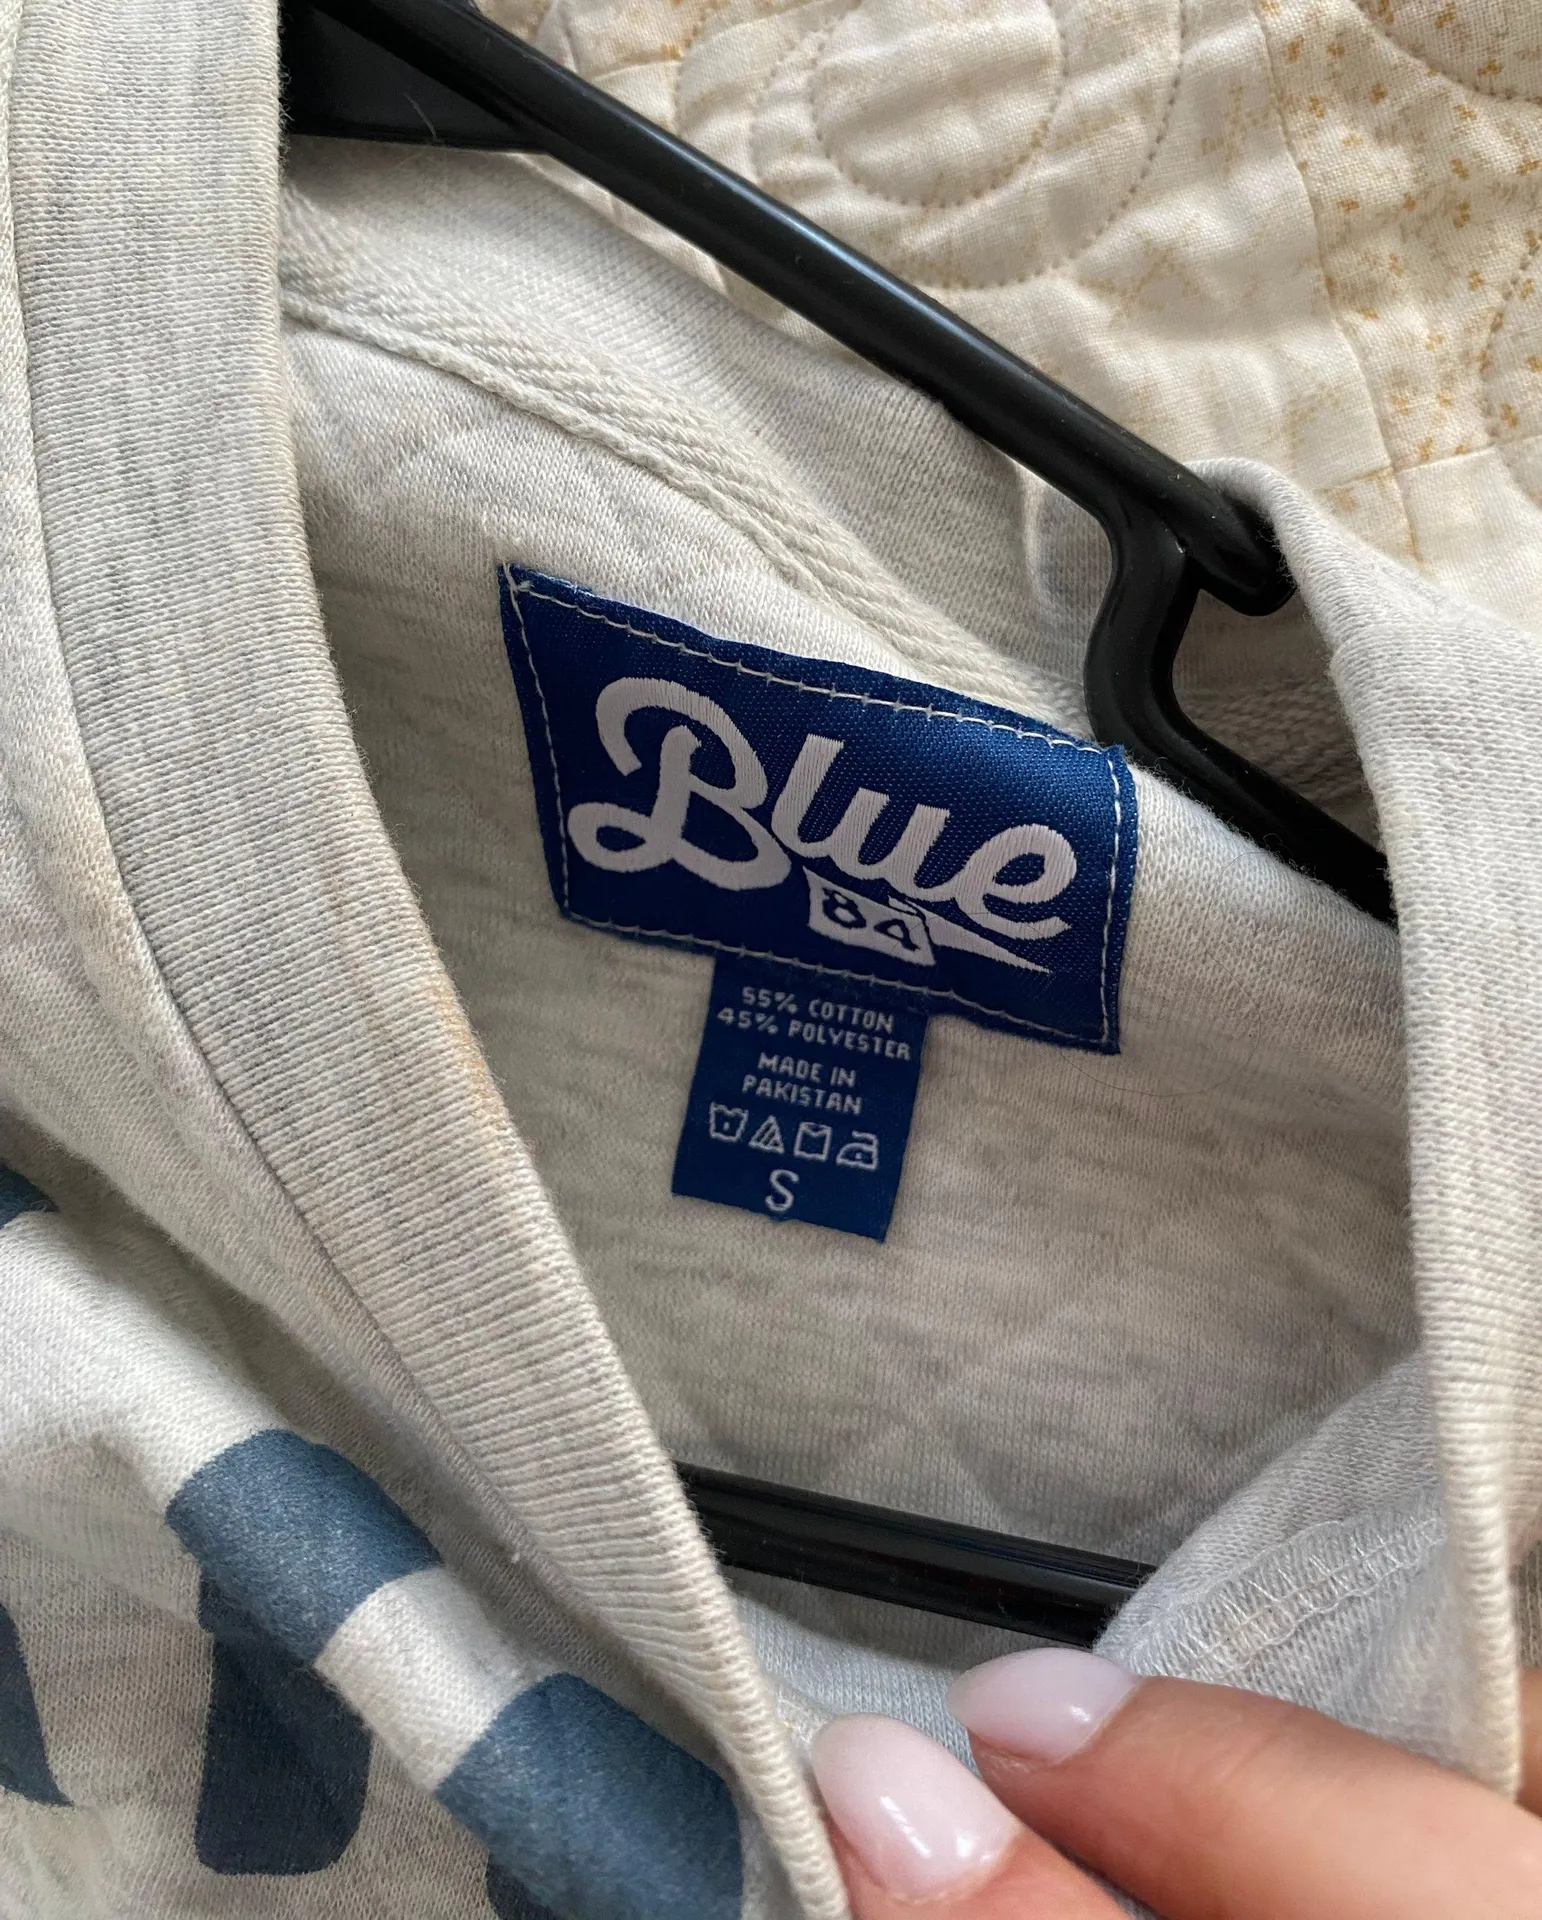 Blue
84
55% COTTON
45% POLYESTER
MADE IN
PAKISTAN
S